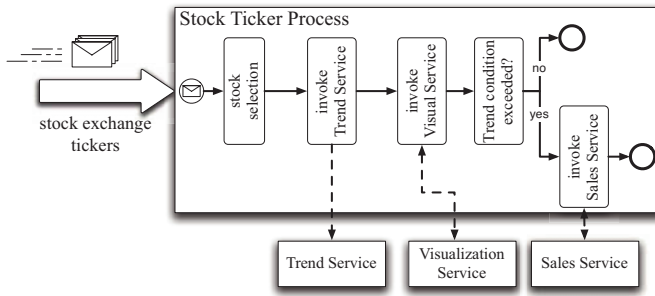 Stock Ticker Process
stock exchange
tickers
stock
selection
invoke
Trend Service
invoke
Visual Service
Trend condition
exceeded?
no
yes
invoke
Sales Service
Trend Service
Visualization
Service
Sales Service